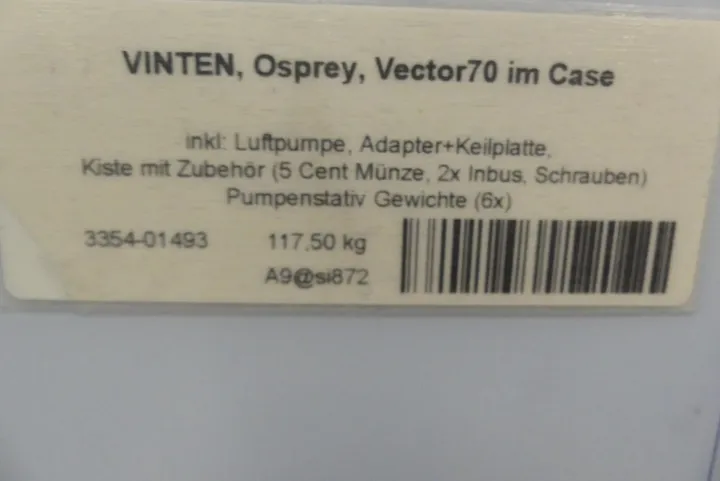 VINTEN, Osprey, Vector70 im Case
inkl: Luftpumpe, Adapter+Keilplatte,
Kiste mit Zubehör (5 Cent Münze, 2x Inbus, Schrauben)
Pumpenstativ Gewichte (6x)
3354-01493 117,50 kg
A9@si872